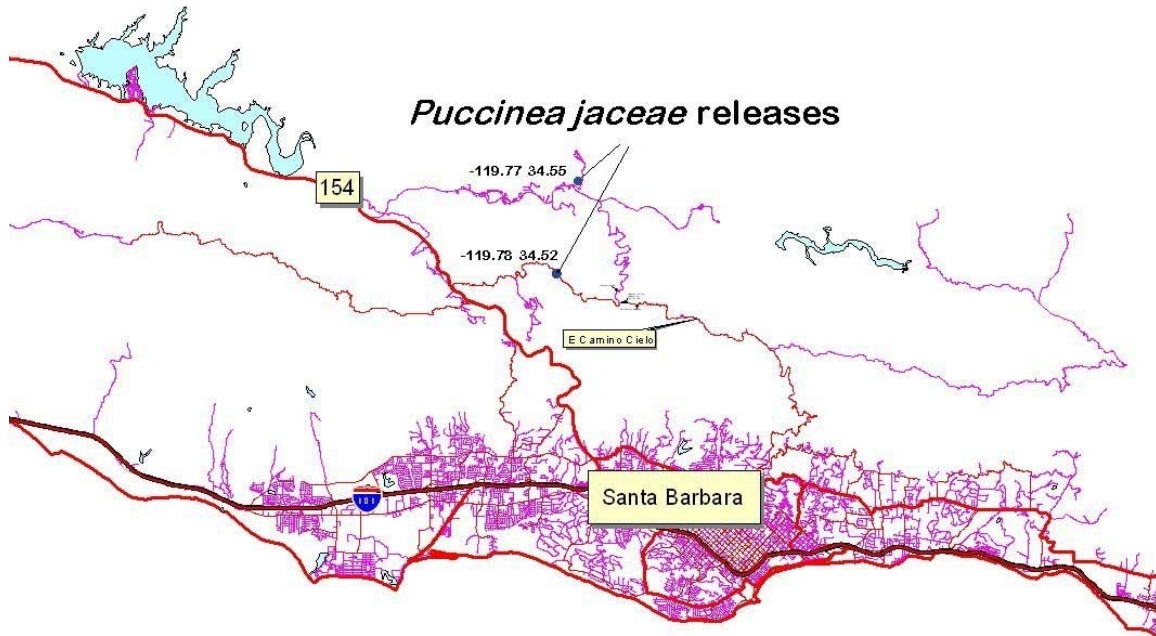 Puccinea jaceae releases
-119.77 34.55
154
-119.78 34.52
E Camino Cielo
Santa Barbara
101